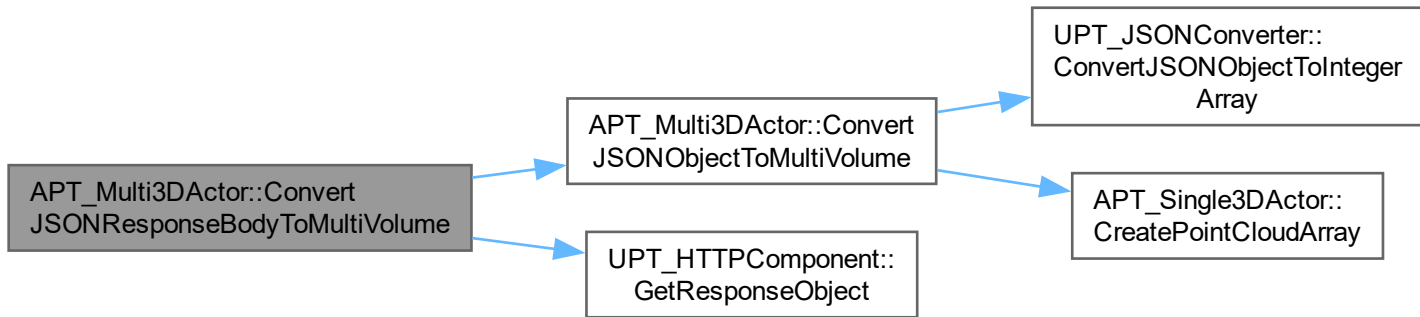 APT_Multi3DActor::Convert
JSONResponseBodyToMultiVolume
APT_Multi3DActor::Convert
JSONObjectToMultiVolume
UPT_JSONConverter::
ConvertJSONObjectToInteger
Array
APT_Single3DActor::
CreatePointCloudArray
UPT_HTTPComponent::
GetResponseObject